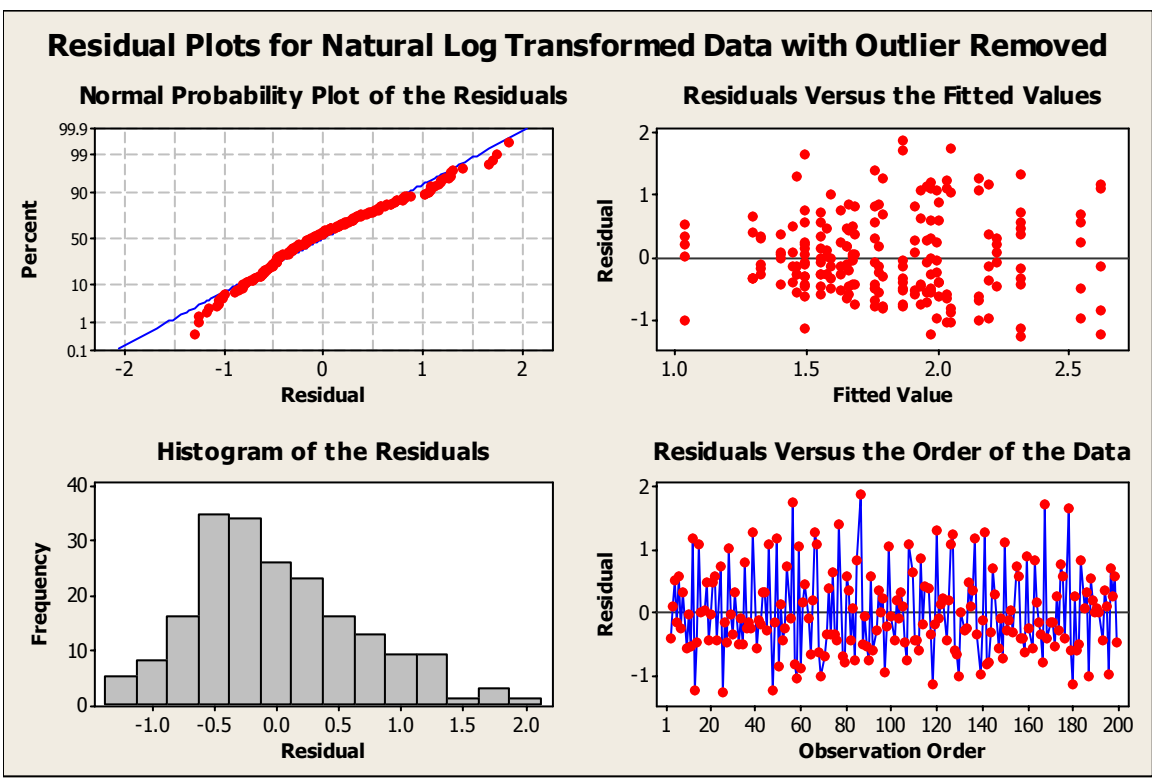 Residual Plots for Natural Log Transformed Data with Outlier Removed
Normal Probability Plot of the Residuals
99.9
99
90
50
10
1
0.1
Percent
-2 -1 0 1 2
Residual
Residuals Versus the Fitted Values
2
1
0
-1
Residual
1.0 1.5 2.0 2.5
Fitted Value
Histogram of the Residuals
40
30
20
10
0
Frequency
-1.0 -0.5 0.0 0.5 1.0 1.5 2.0
Residual
Residuals Versus the Order of the Data
2
1
0
-1
Residual
1 20 40 60 80 100 120 140 160 180 200
Observation Order